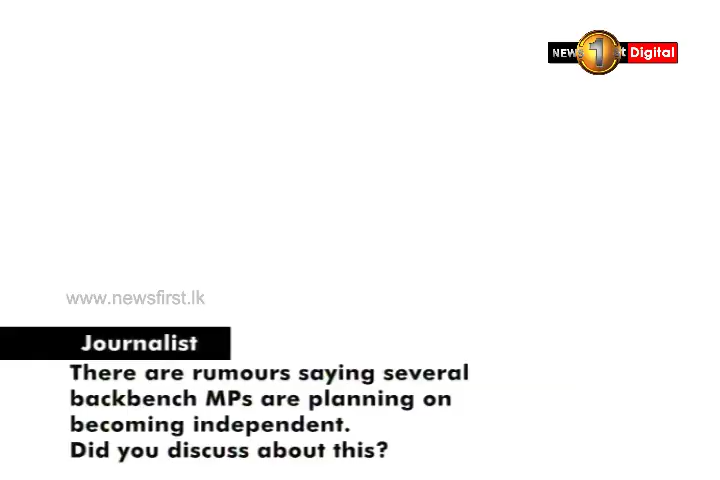 NEWS 1st Digital
www.newsfirst.lk
Journalist
There are rumours saying several
backbench MPs are planning on
becoming independent.
Did you discuss about this?